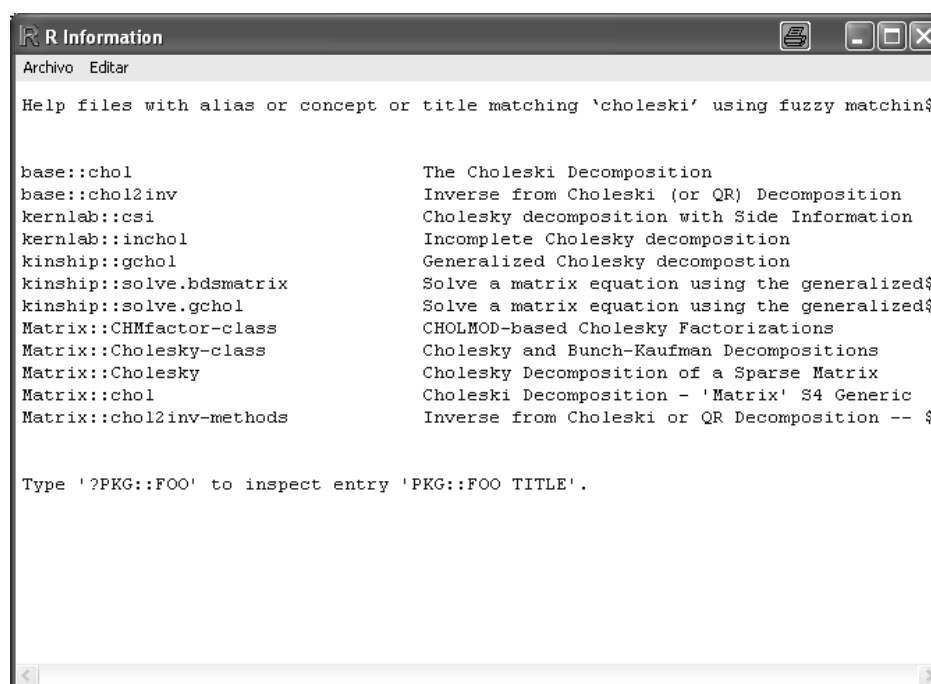 R Information
Archivo Editar
Help files with alias or concept or title matching ‘choleski’ using fuzzy matchin$
base::chol The Choleski Decomposition
base::chol2inv Inverse from Choleski (or QR) Decomposition
kernlab::csi Cholesky decomposition with Side Information
kernlab::inchol Incomplete Cholesky decomposition
kinship::gchol Generalized Cholesky decompostion
kinship::solve.bdsmatrix Solve a matrix equation using the generalized$
kinship::solve.gchol Solve a matrix equation using the generalized$
Matrix::CHMfactor-class CHOLMOD-based Cholesky Factorizations
Matrix::Cholesky-class Cholesky and Bunch-Kaufman Decompositions
Matrix::Cholesky Cholesky Decomposition of a Sparse Matrix
Matrix::chol Choleski Decomposition - 'Matrix' S4 Generic
Matrix::chol2inv-methods Inverse from Choleski or QR Decomposition -- $
Type '?PKG::FOO' to inspect entry 'PKG::FOO TITLE'.